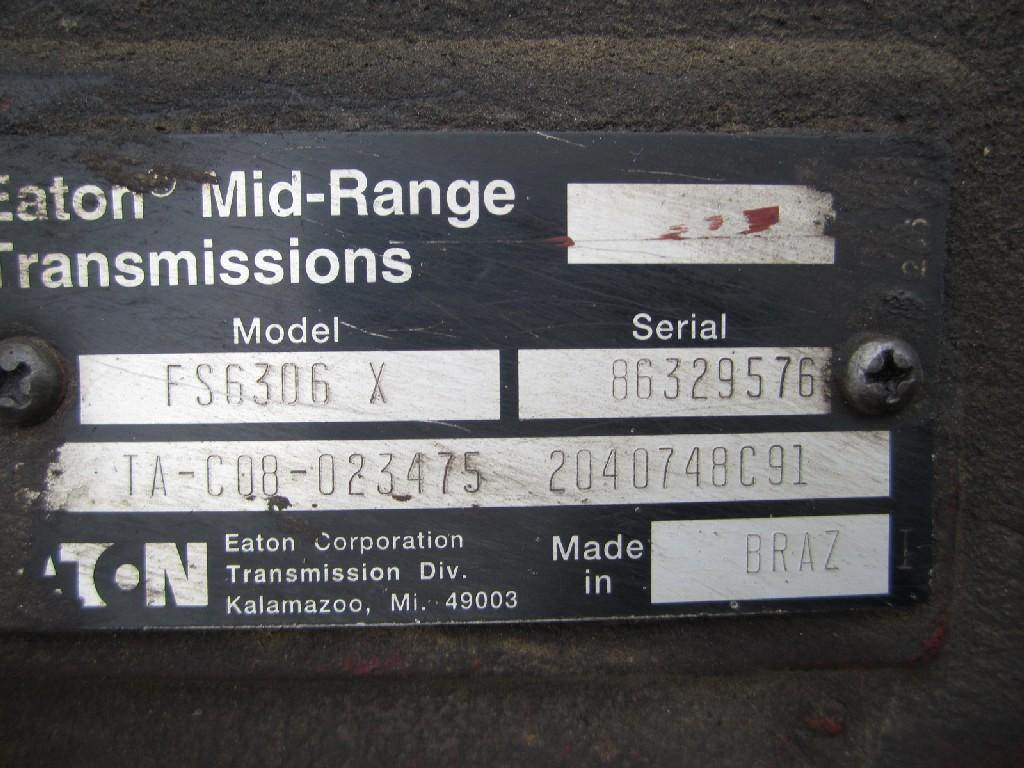 Eaton® Mid-Range
Transmissions
Model Serial
FS6306 X 86329576
TA-C08-023475 2040748C91
EATON
Eaton Corporation
Transmission Div.
Kalamazoo, Mi. 49003
Made
in
BRAZ I